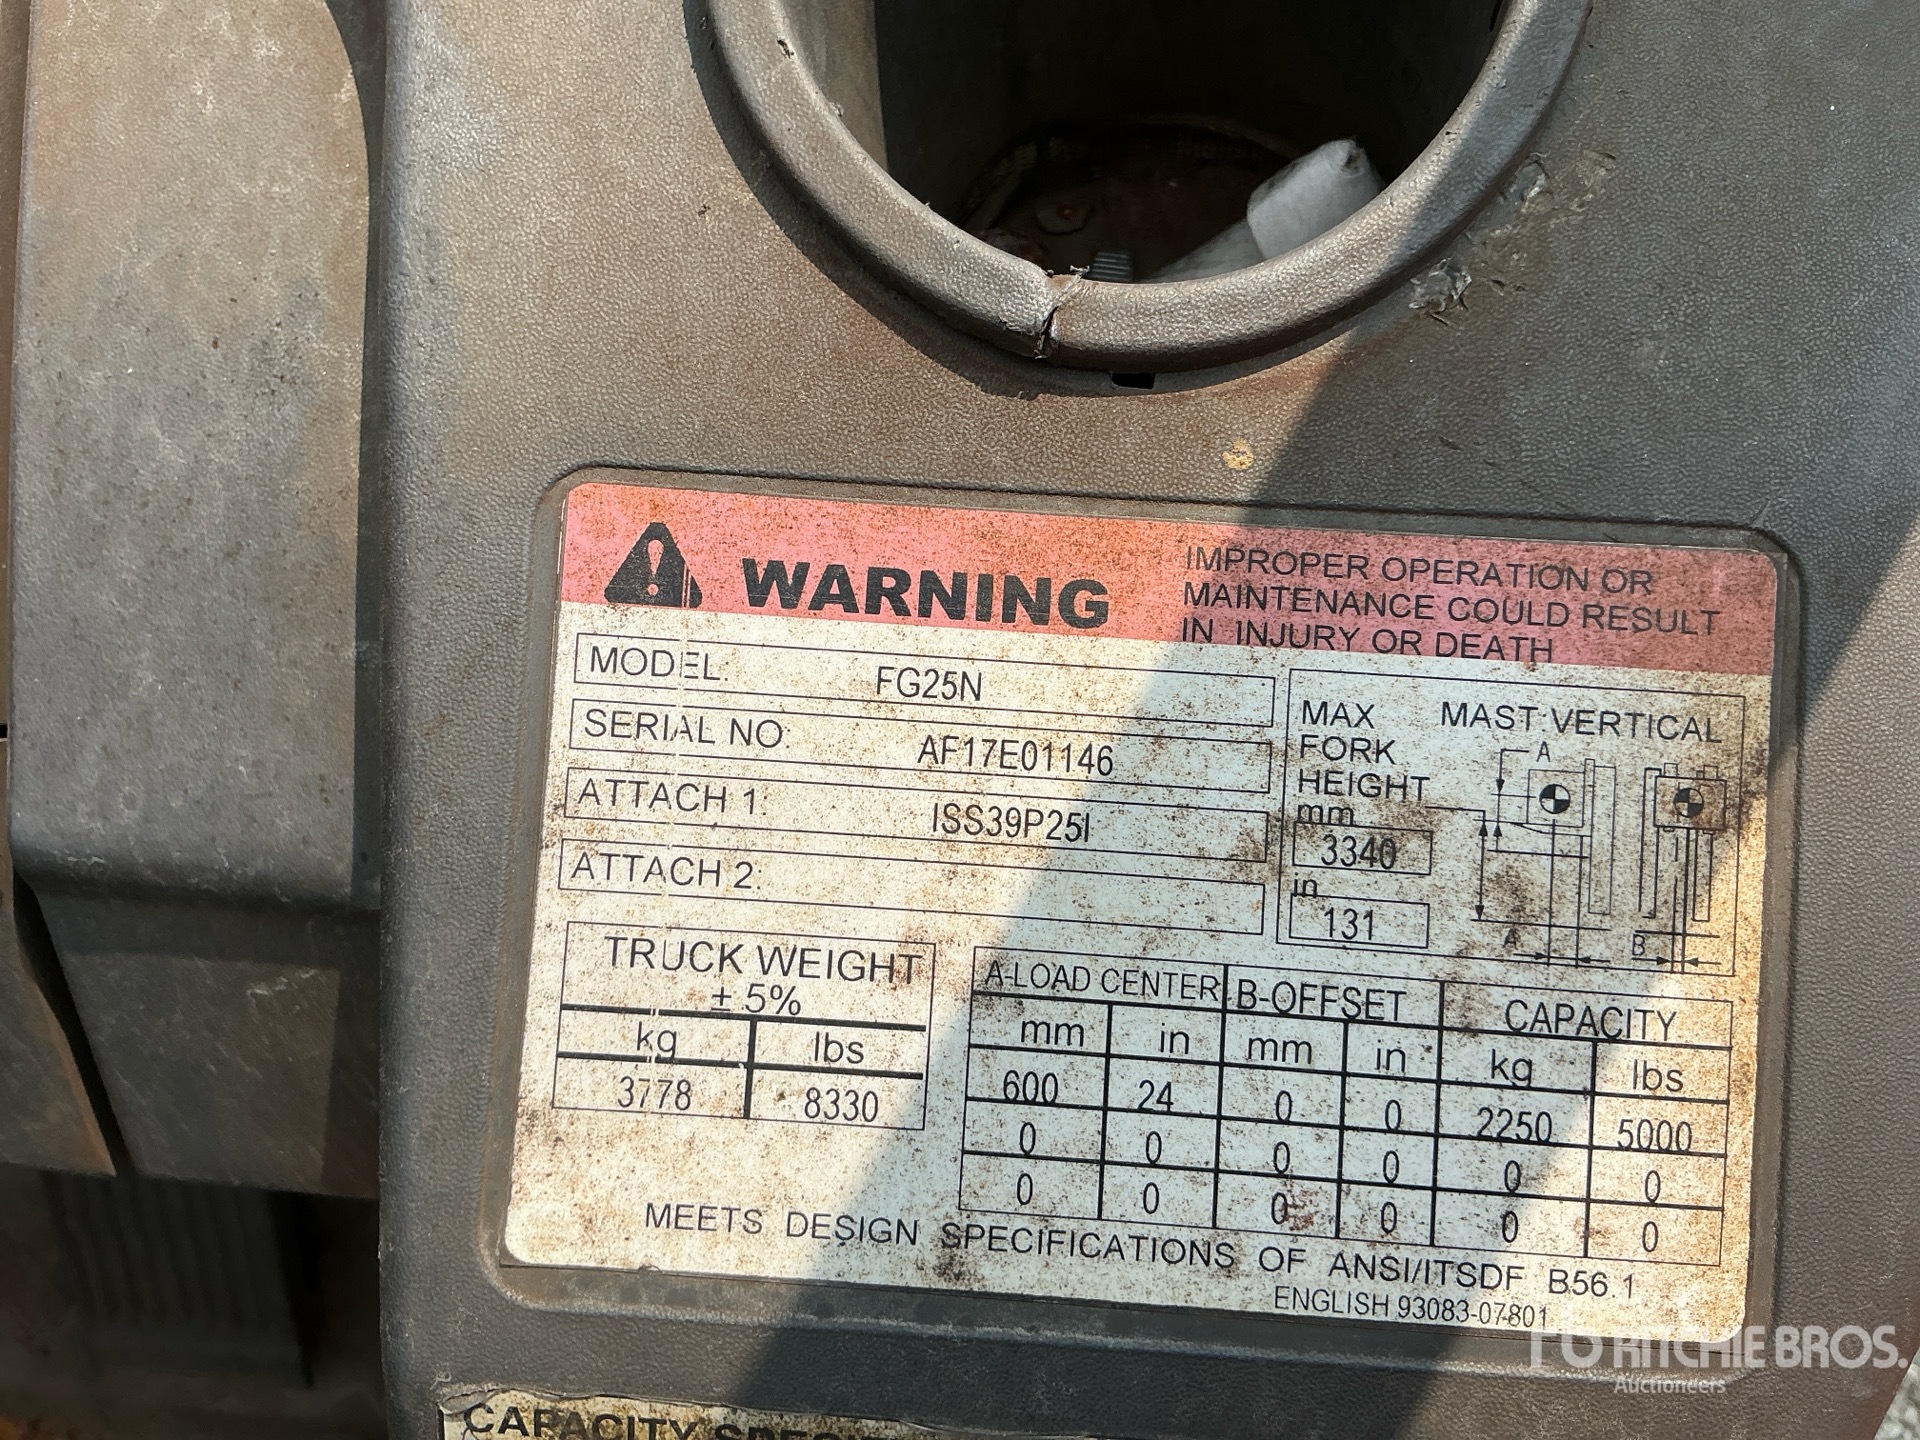 WARNING
IMPROPER OPERATION OR
MAINTENANCE COULD RESULT
IN INJURY OR DEATH
MODEL. FG25N
SERIAL NO. AF17E01146
ATTACH 1: ISS39P25I
ATTACH 2:
MAX FORK HEIGHT
mm
3340
in
131
MAST VERTICAL
A
A B
TRUCK WEIGHT
± 5%
kg lbs
3778 8330
A-LOAD CENTER B-OFFSET CAPACITY
mm in mm in kg lbs
600 24 0 0 2250 5000
0 0 0 0 0 0
0 0 0 0 0 0
MEETS DESIGN SPECIFICATIONS OF ANSI/ITSDF B56.1
ENGLISH 93083-07801
RITCHIE BROS.
Auctioneers
CAPACITY